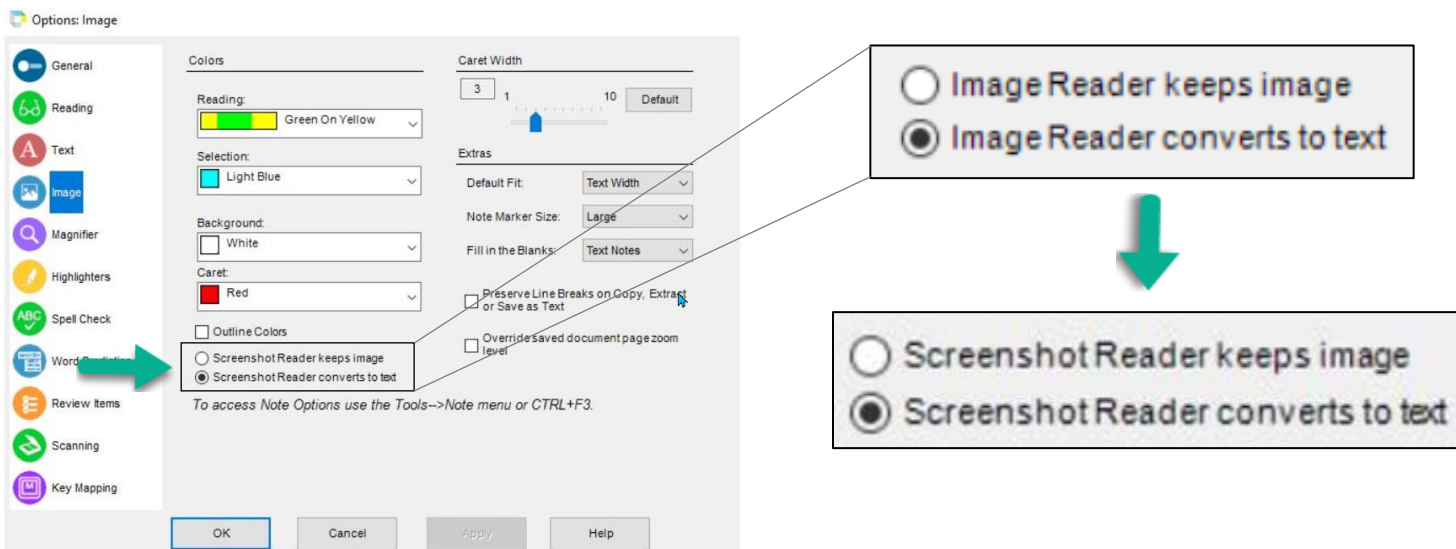 Options: Image
General
Reading
Text
Image
Magnifier
Highlighters
ABC
Spell Check
Word Prediction
Review Items
Scanning
M
Key Mapping
Colors
Reading:
Green On Yellow
Selection:
Light Blue
Background:
White
Caret:
Red
Outline Colors
Screenshot Reader keeps image
Screenshot Reader converts to text
To access Note Options use the Tools-->Note menu or CTRL+F3.
Caret Width
3
1
10
Default
Extras
Default Fit:
Text Width
Note Marker Size:
Large
Fill in the Blanks:
Text Notes
Preserve Line Breaks on Copy, Extract
or Save as Text
Override saved document page zoom
level
OK
Cancel
Apply
Help
Image Reader keeps image
Image Reader converts to text
Screenshot Reader keeps image
Screenshot Reader converts to text